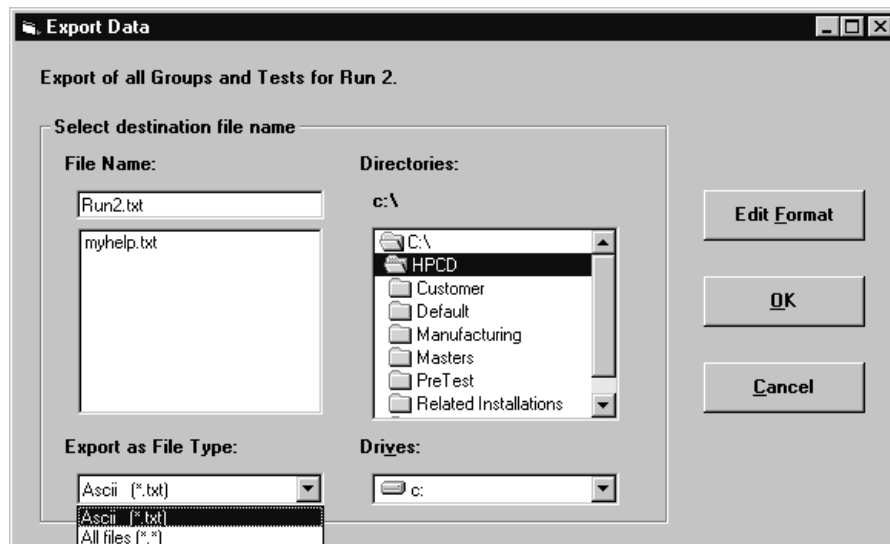 Export Data
Export of all Groups and Tests for Run 2.
Select destination file name
File Name:
Run2.txt
myhelp.txt
Directories:
c:\
C:\
HPCD
Customer
Default
Manufacturing
Masters
PreTest
Related Installations
Export as File Type:
Ascii (*.txt)
Ascii (*.txt)
All files (*.*)
Drives:
c:
Edit Format
OK
Cancel